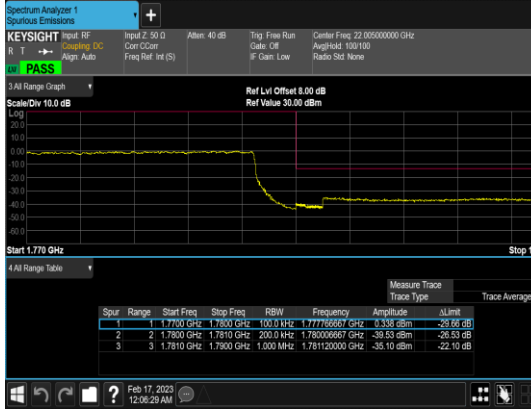 Spectrum Analyzer 1
Spurious Emissions
+
KEYSIGHT Input: RF Input Z: 50 Ω Atten: 40 dB Trig: Free Run Center Freq: 22.005000000 GHz
R T Coupling: DC Corr CCorr Gate: Off Avg|Hold: 100/100
Align: Auto Freq Ref: Int (S) IF Gain: Low Radio Std: None
PASS
3 All Range Graph
Ref Lvl Offset 8.00 dB
Scale/Div 10.0 dB Ref Value 30.00 dBm
Log
20.0
10.0
0.00
-10.0
-20.0
-30.0
-40.0
-50.0
-60.0
Start 1.770 GHz Stop 1
4 All Range Table
Measure Trace
Trace Type Trace Average
Spur Range Start Freq Stop Freq RBW Frequency Amplitude ΔLimit
1 1 1.7700 GHz 1.7800 GHz 100.0 kHz 1.777766667 GHz 0.338 dBm -29.66 dB
2 2 1.7800 GHz 1.7810 GHz 200.0 kHz 1.780006667 GHz -39.53 dBm -26.53 dB
3 3 1.7810 GHz 1.7900 GHz 1.000 MHz 1.781120000 GHz -35.10 dBm -22.10 dB
? Feb 17, 2023
12:06:29 AM